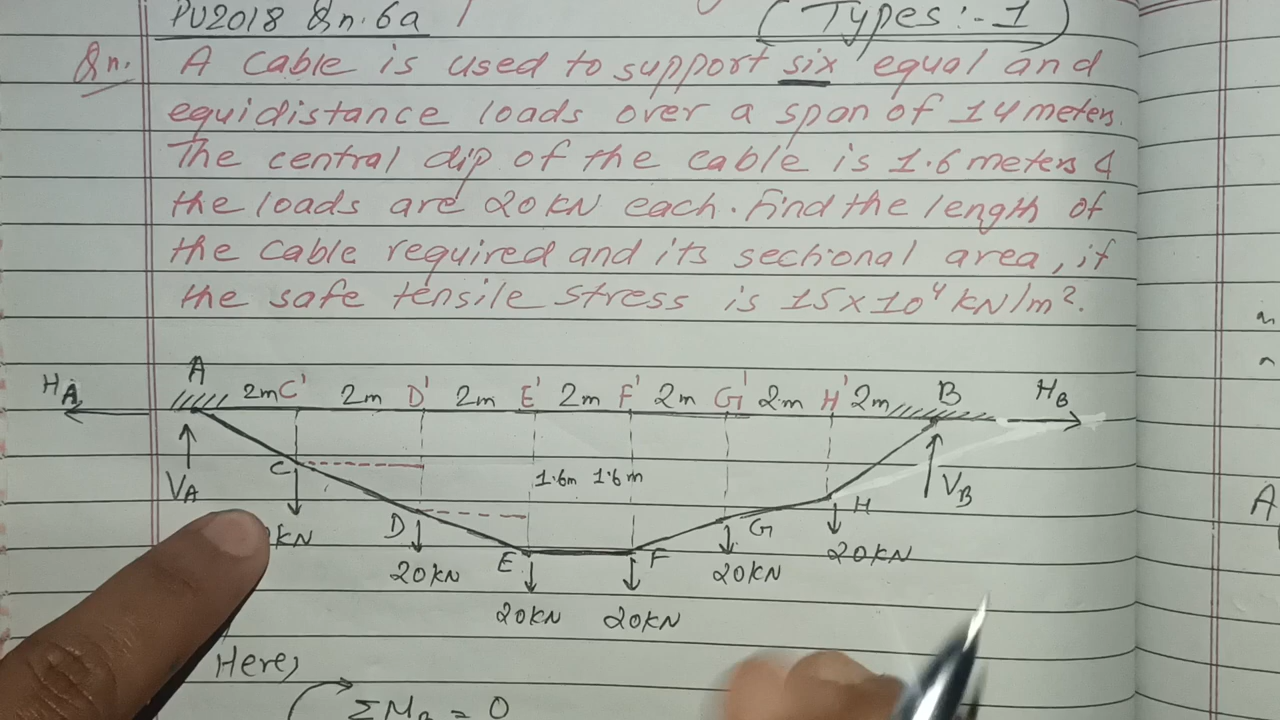 PU2018 Qn.6a
(Types:-1)
Qn. A cable is used to support six equal and
equidistance loads over a span of 14 meters.
The central dip of the cable is 1.6 meters &
the loads are 20KN each. Find the length of
the cable required and its sectional area, if
the safe tensile stress is 15×10⁴ KN/m².
A
HA 2m C' 2m D' 2m E' 2m F' 2m G' 2m H' 2m B HB
C 1.6m 1.6m
VA VB
D G H
KN E F 20KN
20KN 20KN
20KN 20KN
Here,
ΣM = 0
A